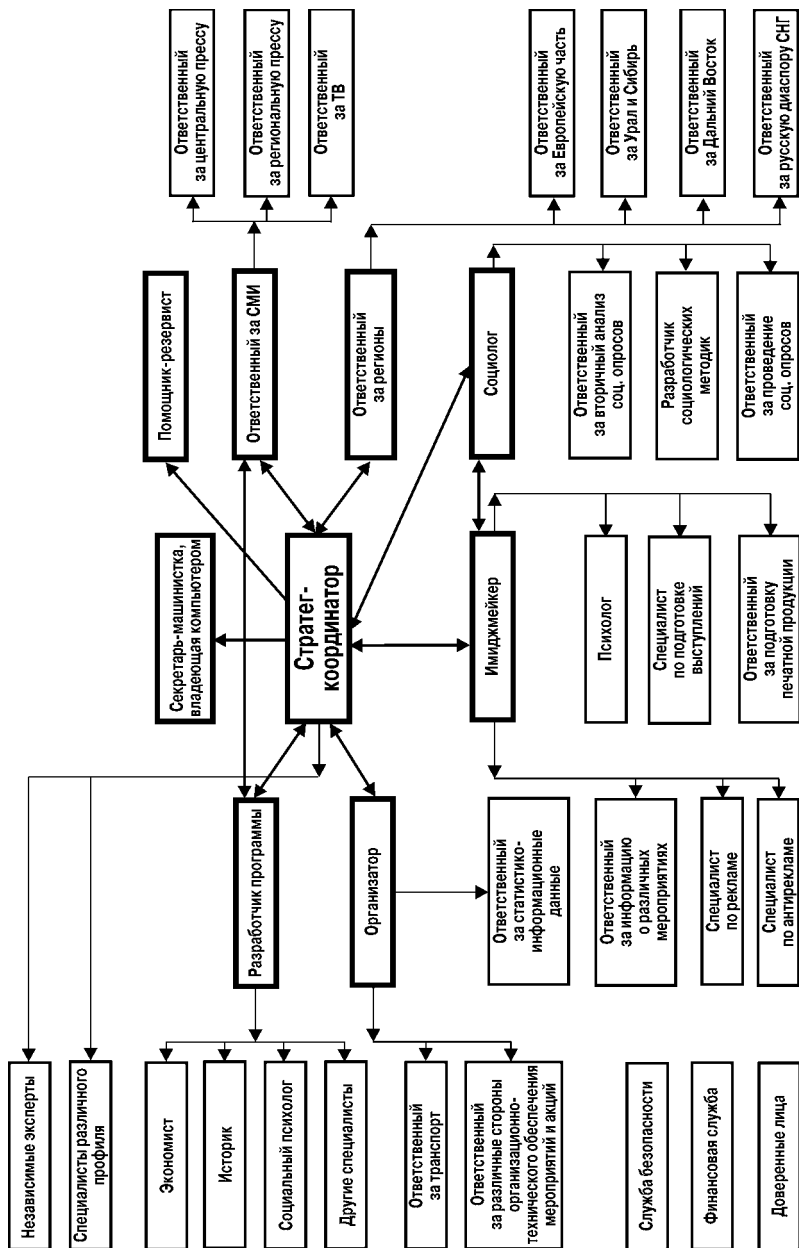 Независимые эксперты
Специалисты различного
профиля
Экономист
Историк
Социальный психолог
Другие специалисты
Ответственный
за транспорт
Ответственный
за различные стороны
организационно-
технического обеспечения
мероприятий и акций
Служба безопасности
Финансовая служба
Доверенные лица
Разработчик программы
Организатор
Ответственный
за статистико-
информационные
данные
Ответственный
за информацию
о различных
мероприятиях
Специалист
по рекламе
Специалист
по антирекламе
Секретарь-машинистка,
владеющая компьютером
Стратег-
координатор
Имиджмейкер
Психолог
Специалист
по подготовке
выступлений
Ответственный
за подготовку
печатной продукции
Помощник-резервист
Ответственный за СМИ
Ответственный
за регионы
Социолог
Ответственный
за вторичный анализ
соц. опросов
Разработчик
социологических
методик
Ответственный
за проведение
соц. опросов
Ответственный
за центральную прессу
Ответственный
за региональную прессу
Ответственный
за ТВ
Ответственный
за Европейскую часть
Ответственный
за Урал и Сибирь
Ответственный
за Дальний Восток
Ответственный
за русскую диаспору СНГ